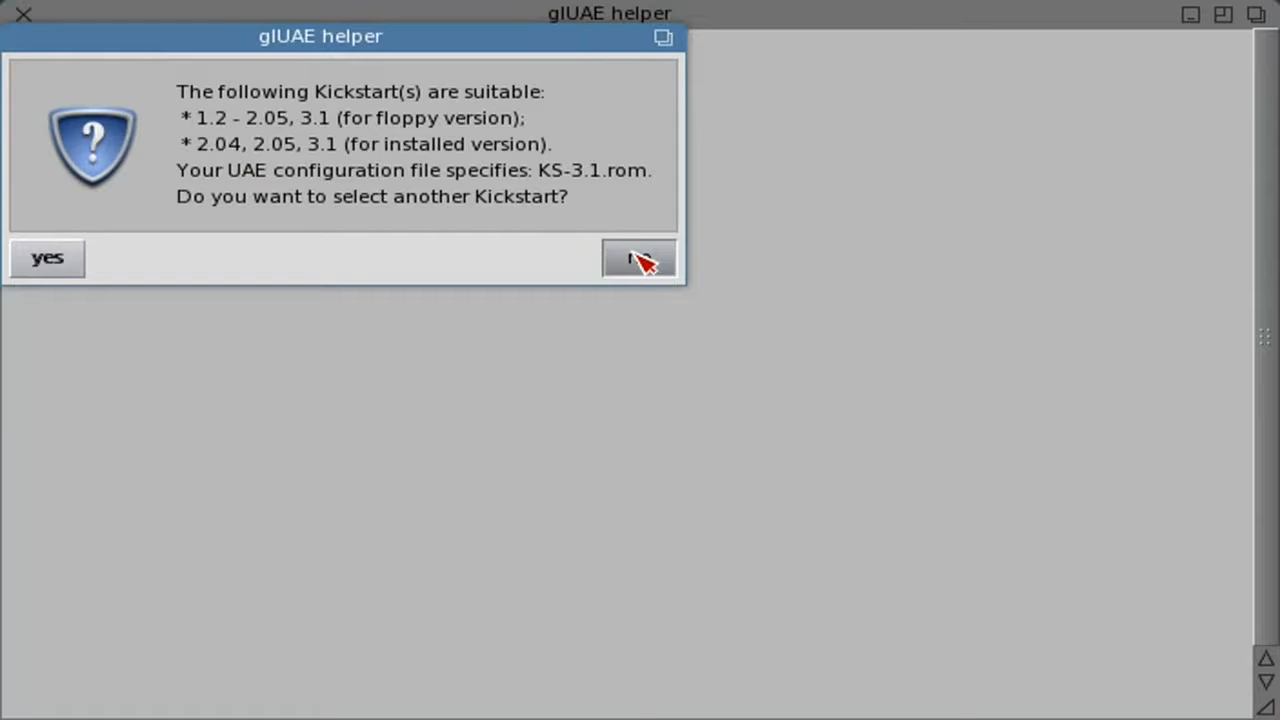 glUAE helper
glUAE helper
The following Kickstart(s) are suitable:
* 1.2 - 2.05, 3.1 (for floppy version);
* 2.04, 2.05, 3.1 (for installed version).
Your UAE configuration file specifies: KS-3.1.rom.
Do you want to select another Kickstart?
yes